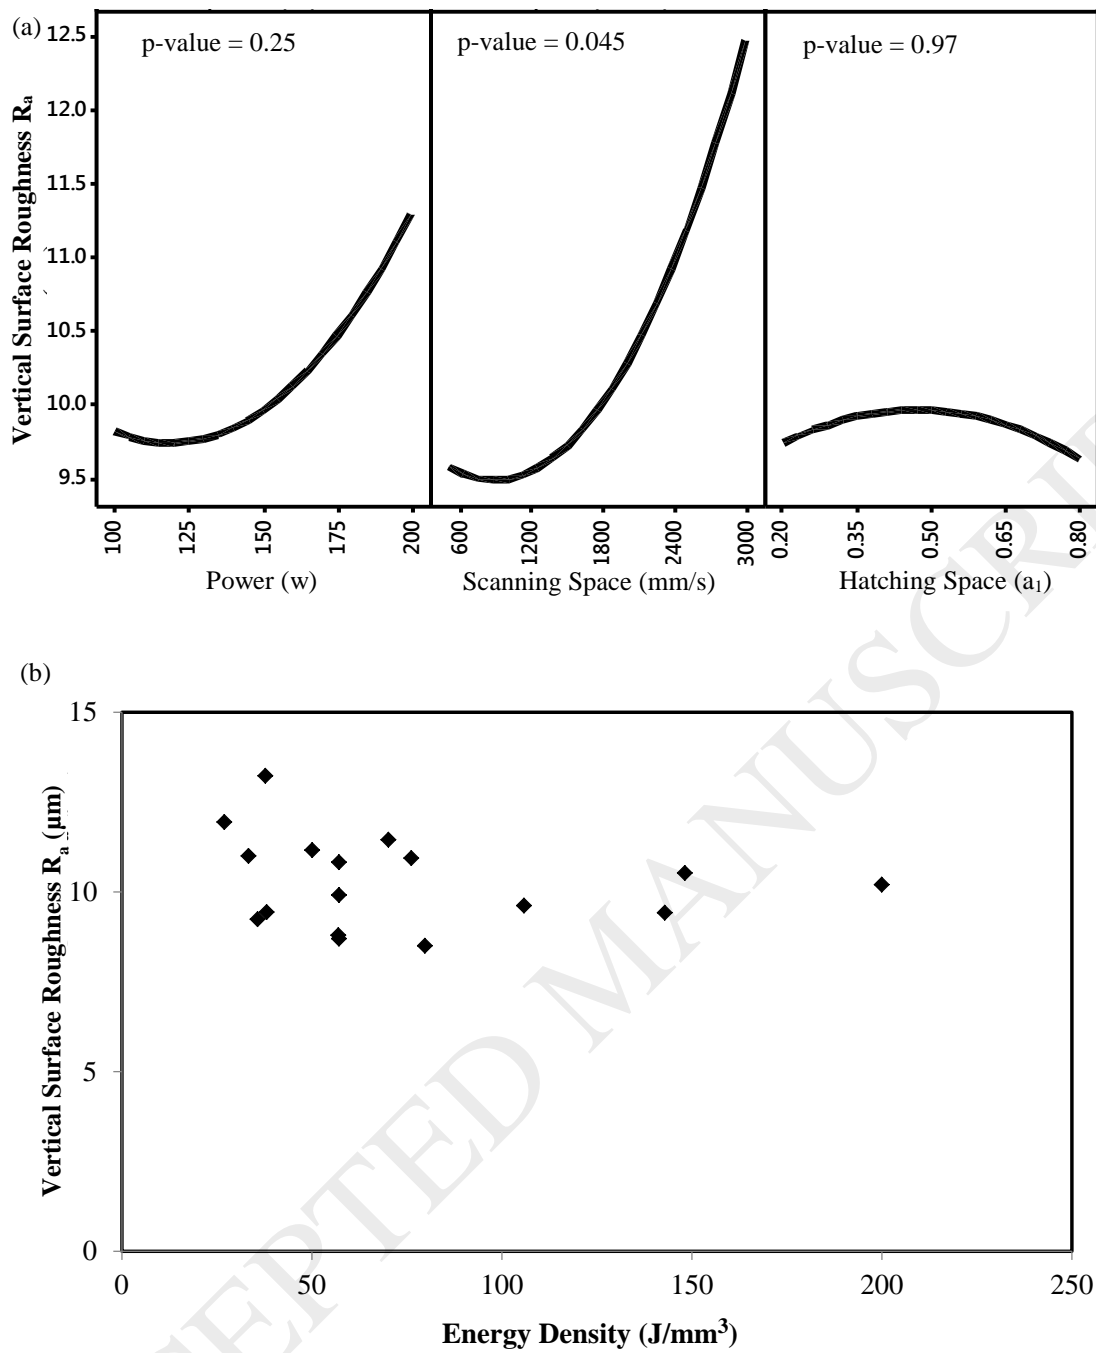 (a)
p-value = 0.25
p-value = 0.045
p-value = 0.97
Vertical Surface Roughness Ra
12.5
12.0
11.5
11.0
10.5
10.0
9.5
100 125 150 175 200
600 1200 1800 2400 3000
0.20 0.35 0.50 0.65 0.80
Power (w)
Scanning Space (mm/s)
Hatching Space (a1)
(b)
Vertical Surface Roughness Ra (μm)
15
10
5
0
0 50 100 150 200 250
Energy Density (J/mm³)
EPTED MANUSCRI